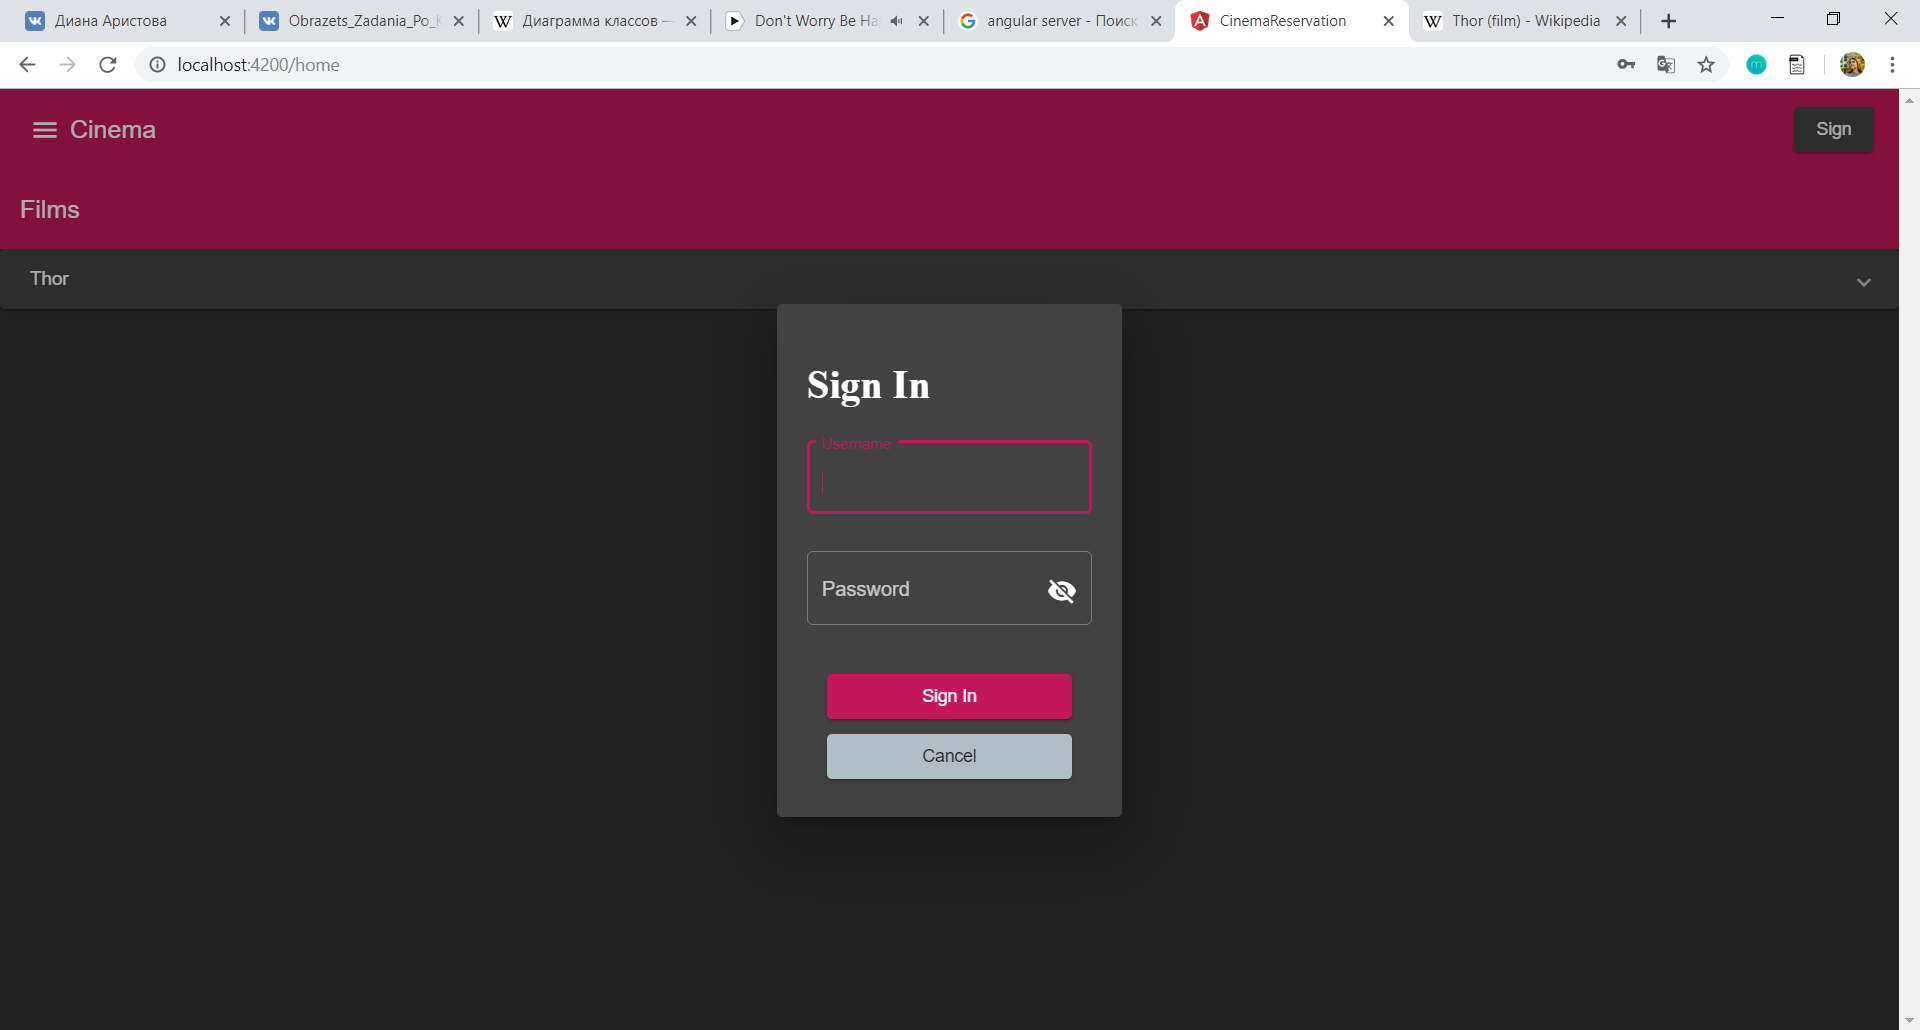 Диана Аристова
Obrazets_Zadania_Po_
Диаграмма классов —
Don't Worry Be Ha
angular server - Поиск
CinemaReservation
Thor (film) - Wikipedia
localhost:4200/home
Cinema
Sign
Films
Thor
Sign In
Username
Password
Sign In
Cancel